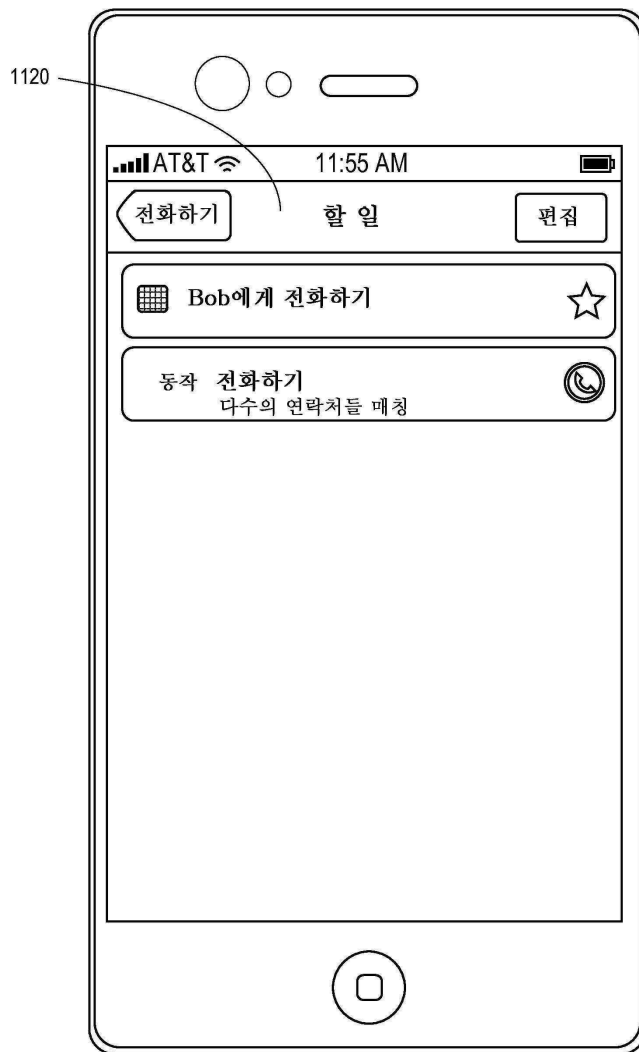 1120
AT&T 11:55 AM
전화하기 할 일 편집
Bob에게 전화하기
동작 전화하기
다수의 연락처들 매칭